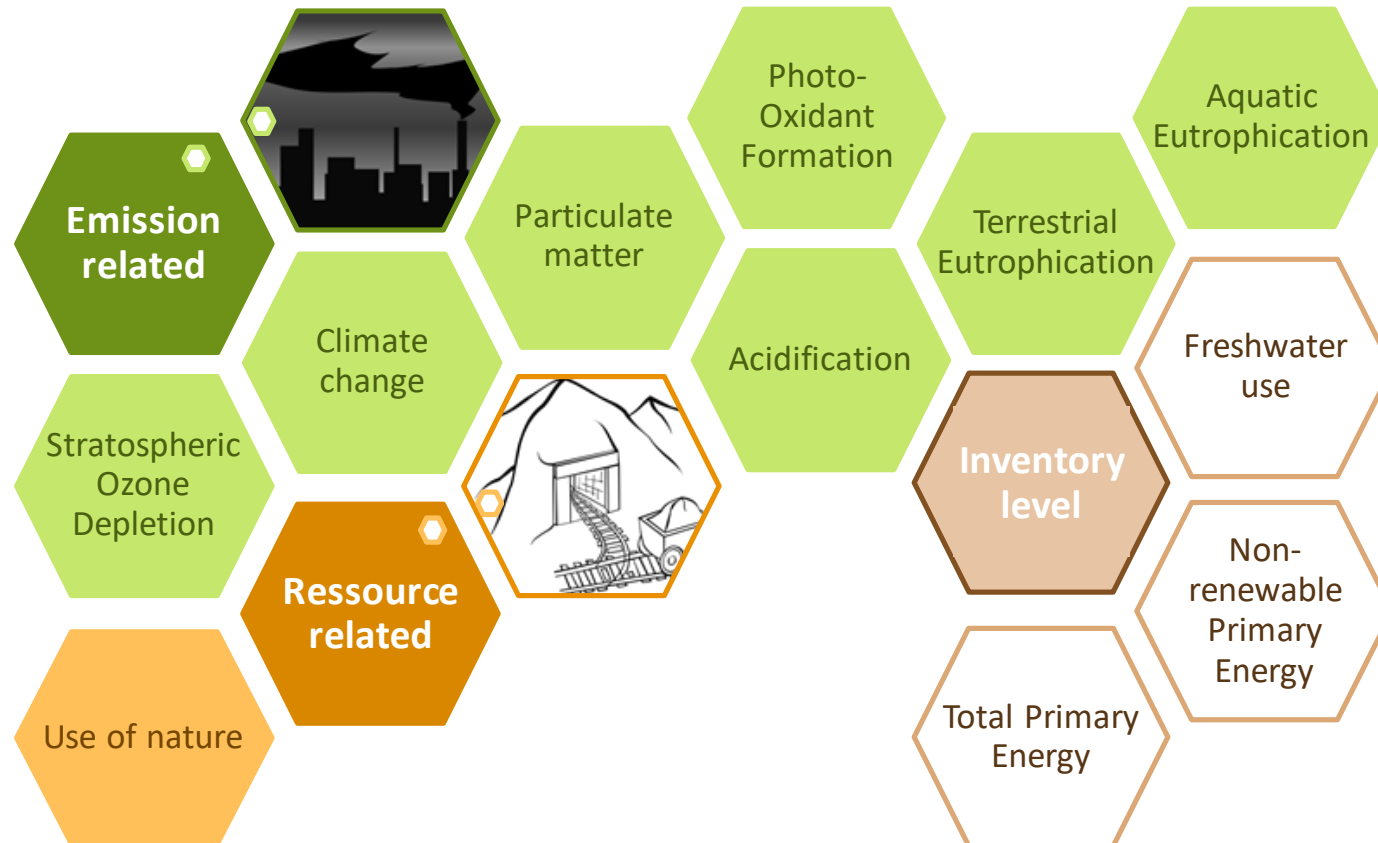 Photo-
Oxidant
Formation
Aquatic
Eutrophication
Emission
related
Particulate
matter
Terrestrial
Eutrophication
Climate
change
Acidification
Freshwater
use
Stratospheric
Ozone
Depletion
Inventory
level
Ressource
related
Non-
renewable
Primary
Energy
Use of nature
Total Primary
Energy